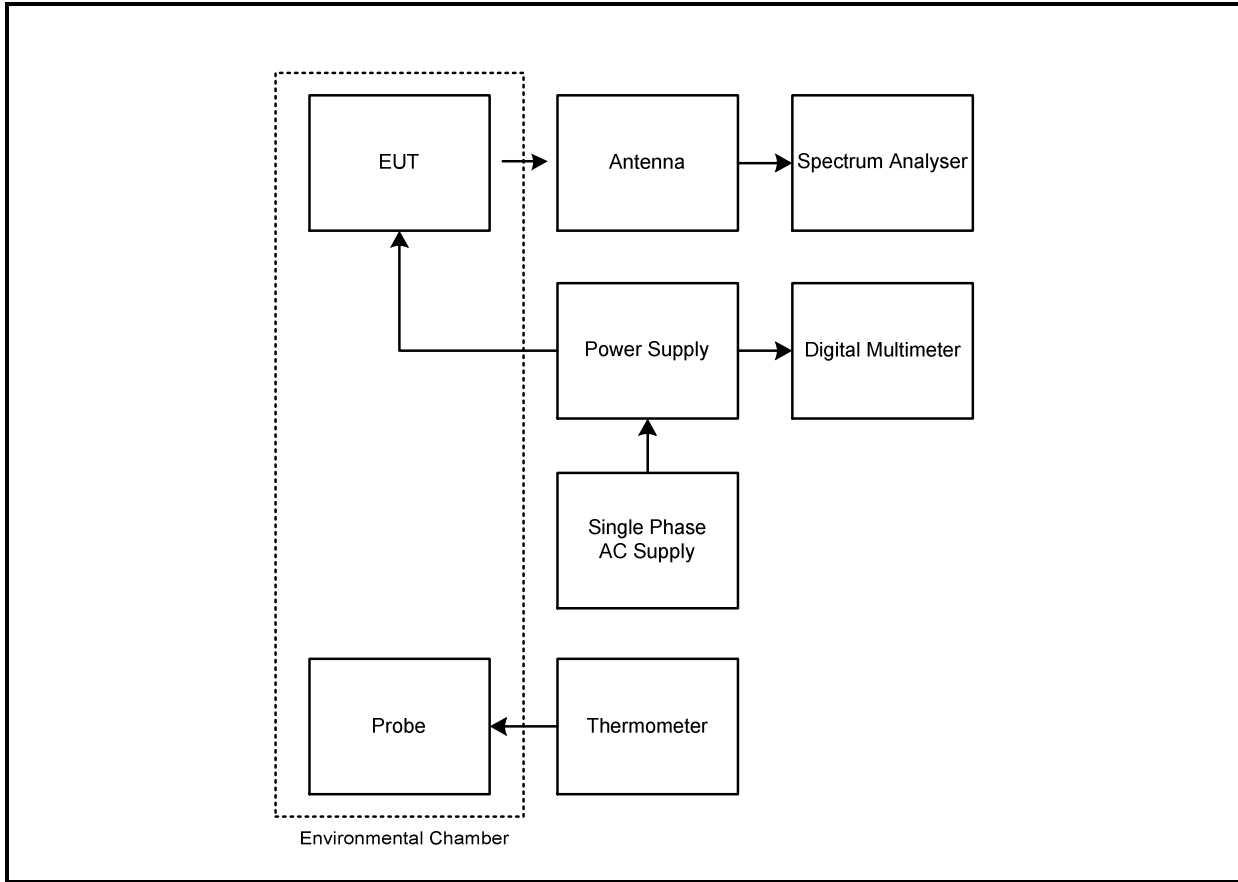 EUT
Antenna
Spectrum Analyser
Power Supply
Digital Multimeter
Single Phase
AC Supply
Probe
Thermometer
Environmental Chamber